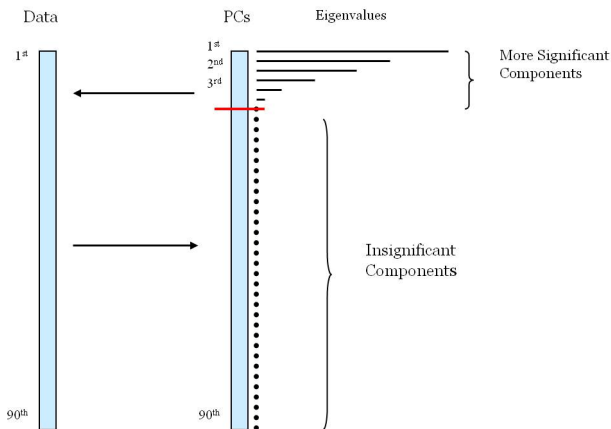 Data
PCs
Eigenvalues
1st
1st
2nd
3rd
More Significant
Components
Insignificant
Components
90th
90th